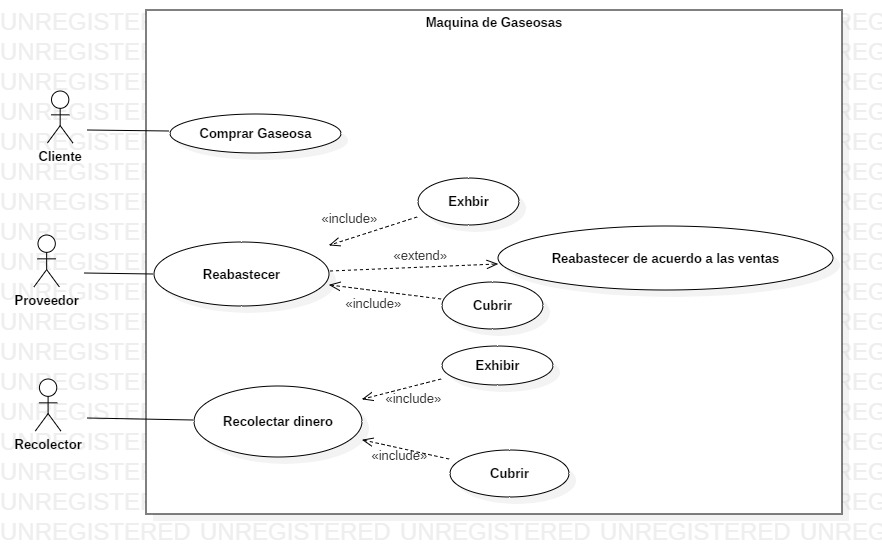 Maquina de Gaseosas
Cliente
Comprar Gaseosa
Exhbir
«include»
Proveedor
Reabastecer
«extend»
Reabastecer de acuerdo a las ventas
«include»
Cubrir
Recolector
Recolectar dinero
Exhibir
«include»
«include»
Cubrir
UNREGISTERED UNREGISTERED UNREGISTERED UNREGISTERED